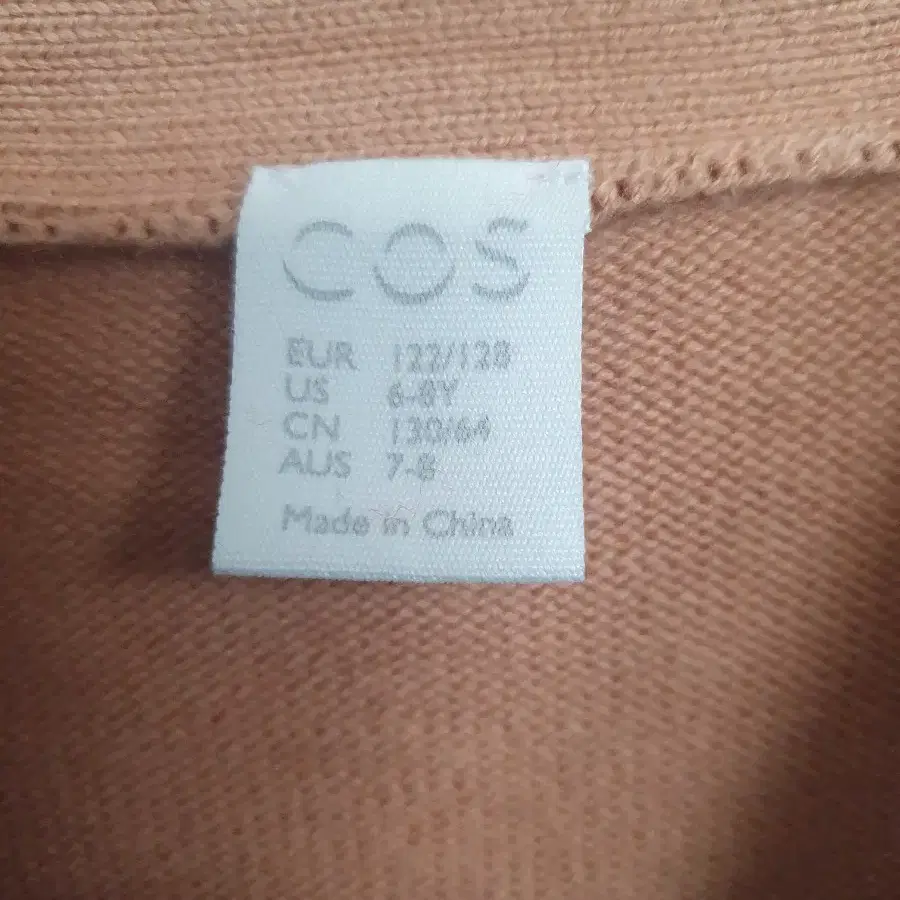 COS
EUR 122/128
US 6-8Y
CN 130/64
AUS 7-8
Made in China